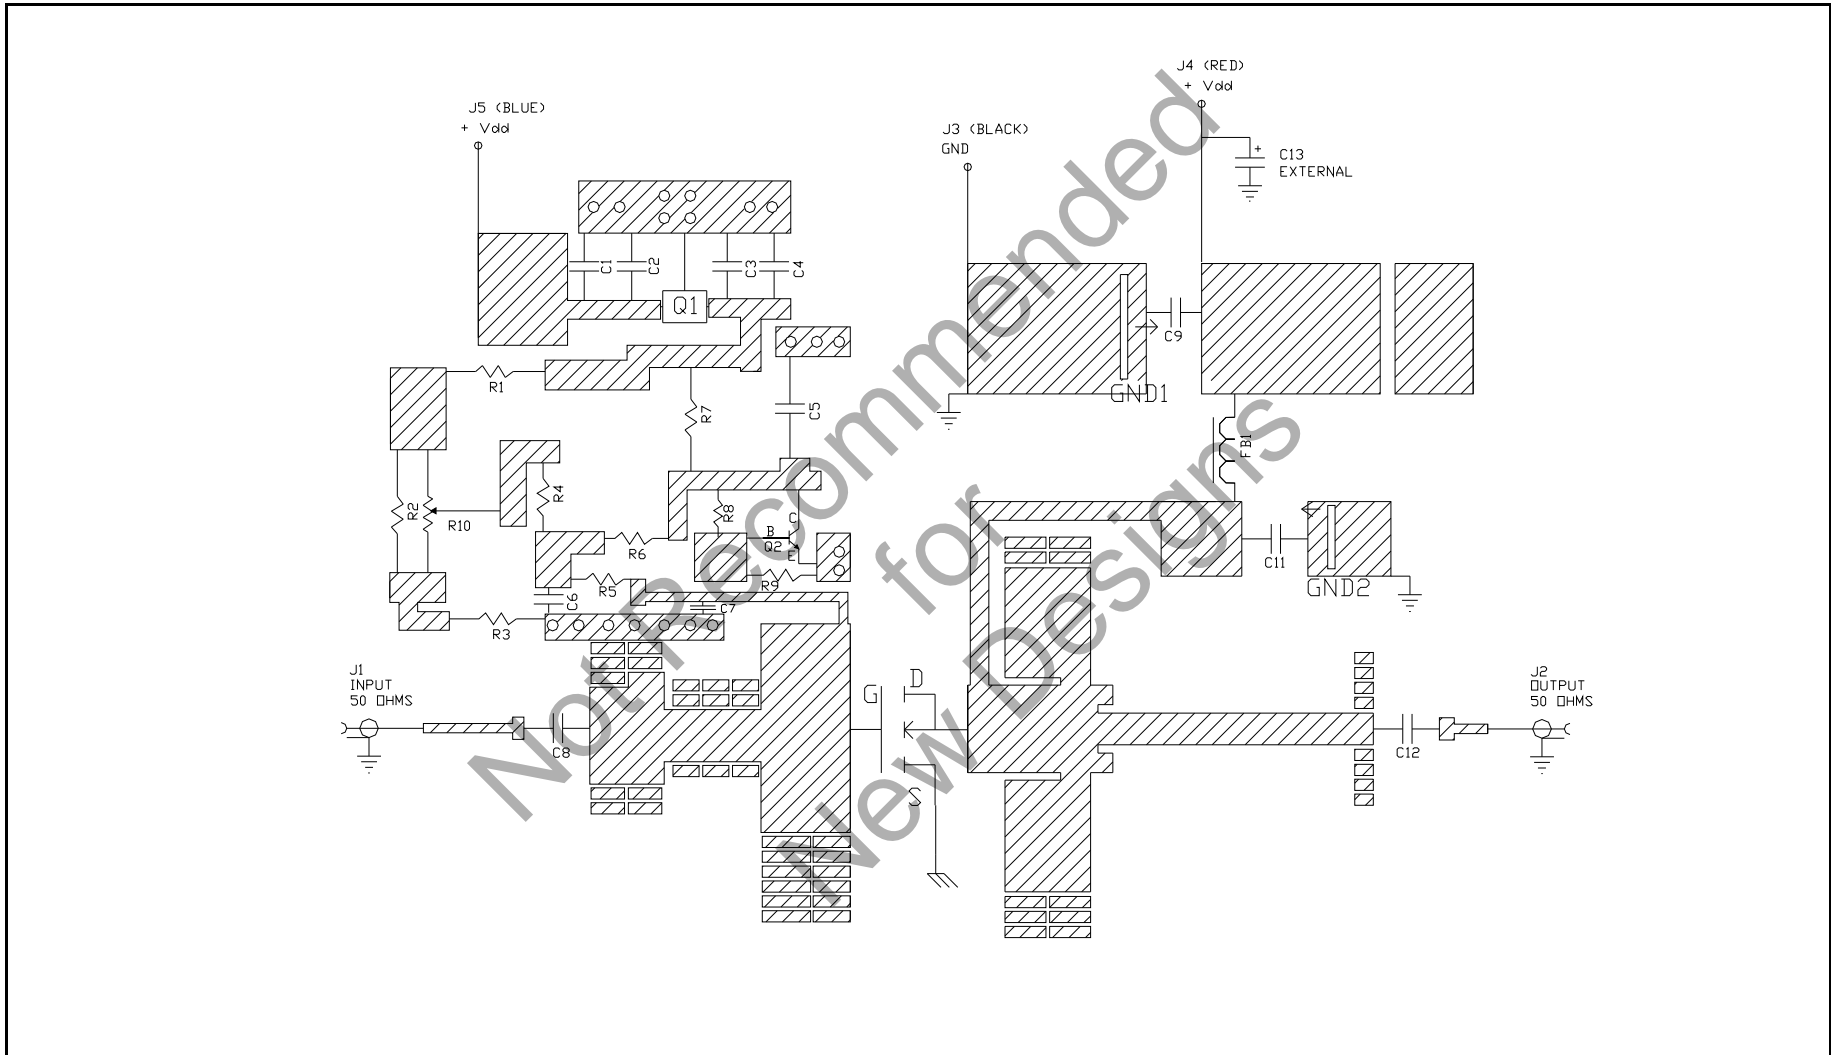 J4 (RED)
+ Vdd
J5 (BLUE)
+ Vdd
J3 (BLACK)
GND
+
C13
EXTERNAL
C1
C2
C3
C4
Q1
C9
GND1
R1
R7
C5
FB1
R4
R2
R10
R8
C
B
Q2
E
R6
R5
R9
C6
C7
R3
C11
GND2
J1
INPUT
50 OHMS
C8
G
D
S
J2
OUTPUT
50 OHMS
C12
Not Recommended
for
New Designs